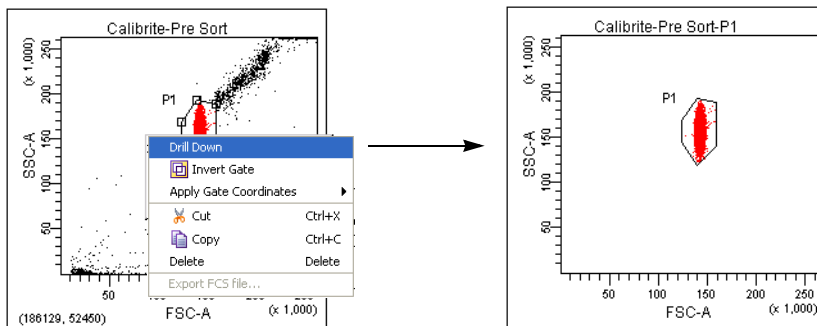 Calibrite-Pre Sort
(x 1,000)
SSC-A
250
200
150
100
50
P1
Drill Down
Invert Gate
Apply Gate Coordinates
Cut Ctrl+X
Copy Ctrl+C
Delete Delete
Export FCS file...
50
(x 1,000)
FSC-A
(186129, 52450)
Calibrite-Pre Sort-P1
(x 1,000)
SSC-A
250
200
150
100
50
P1
50 100 150 200 250
FSC-A (x 1,000)